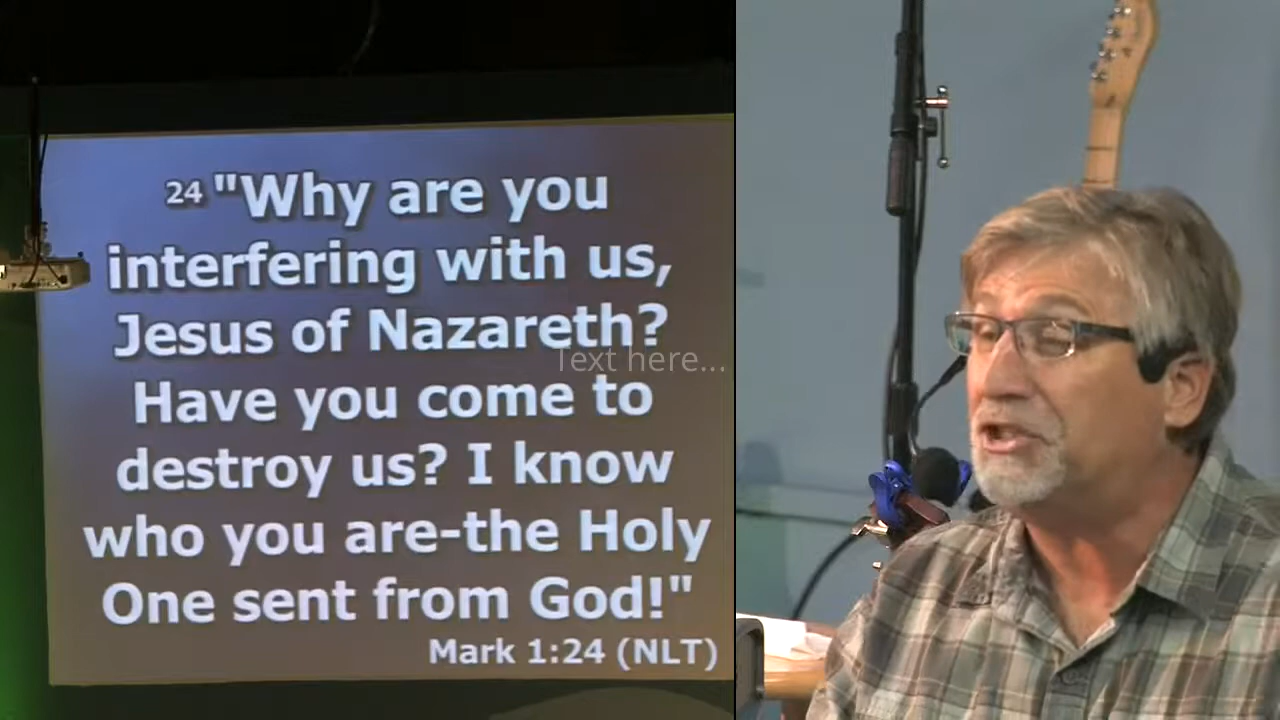 24 "Why are you
interfering with us,
Jesus of Nazareth?
Text here...
Have you come to
destroy us? I know
who you are-the Holy
One sent from God!"
Mark 1:24 (NLT)